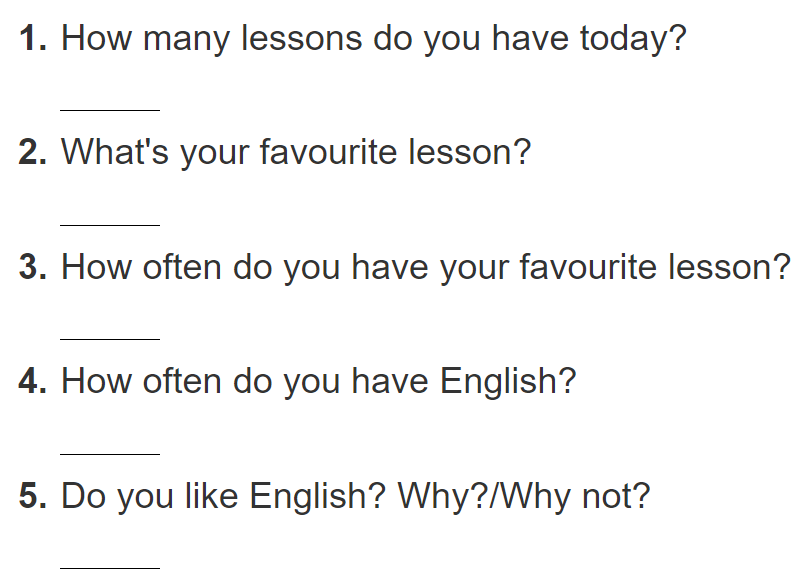 1. How many lessons do you have today?
2. What's your favourite lesson?
3. How often do you have your favourite lesson?
4. How often do you have English?
5. Do you like English? Why?/Why not?